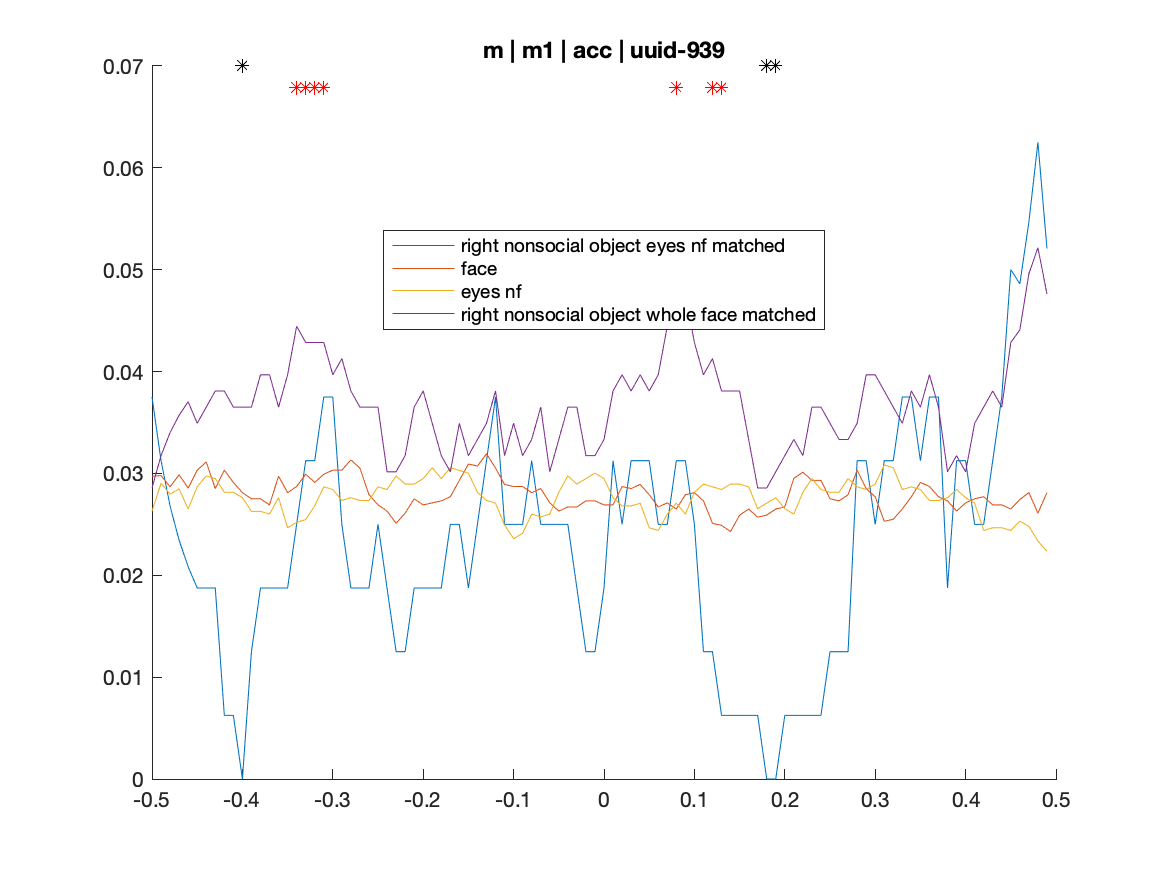 m | m1 | acc | uuid-939
0.07
0.06
0.05
0.04
0.03
0.02
0.01
0
right nonsocial object eyes nf matched
face
eyes nf
right nonsocial object whole face matched
-0.5 -0.4 -0.3 -0.2 -0.1 0 0.1 0.2 0.3 0.4 0.5